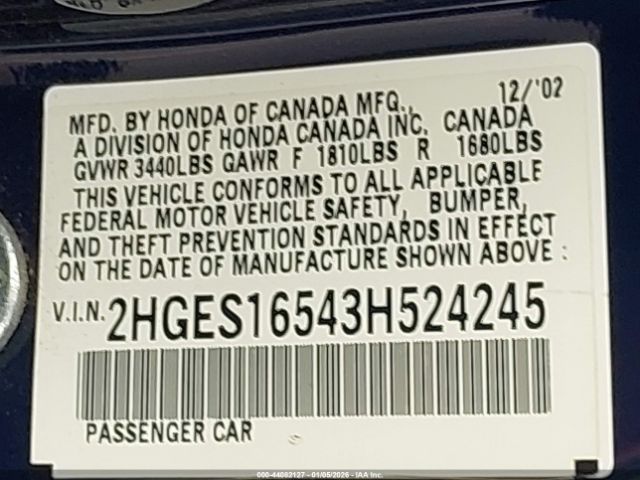 12/'02
MFD. BY HONDA OF CANADA MFG.,
A DIVISION OF HONDA CANADA INC. CANADA
GVWR 3440LBS GAWR F 1810LBS R 1680LBS
THIS VEHICLE CONFORMS TO ALL APPLICABLE
FEDERAL MOTOR VEHICLE SAFETY, BUMPER,
AND THEFT PREVENTION STANDARDS IN EFFECT
ON THE DATE OF MANUFACTURE SHOWN ABOVE :
V.I.N. 2HGES16543H524245
PASSENGER CAR
000-44082127 - 01/05/2026 - IAA Inc.